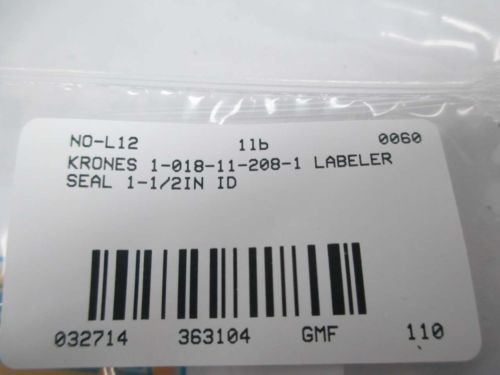 NO-L12 1lb 0060
KRONES 1-018-11-208-1 LABELER
SEAL 1-1/2IN ID
032714 363104 GMF 110